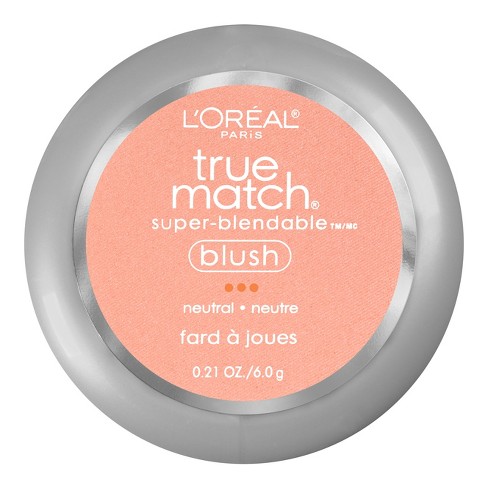 L'ORÉAL®
PARIS
true
match®
super-blendable™/MC
blush
neutral • neutre
fard à joues
0.21 OZ./6.0 g